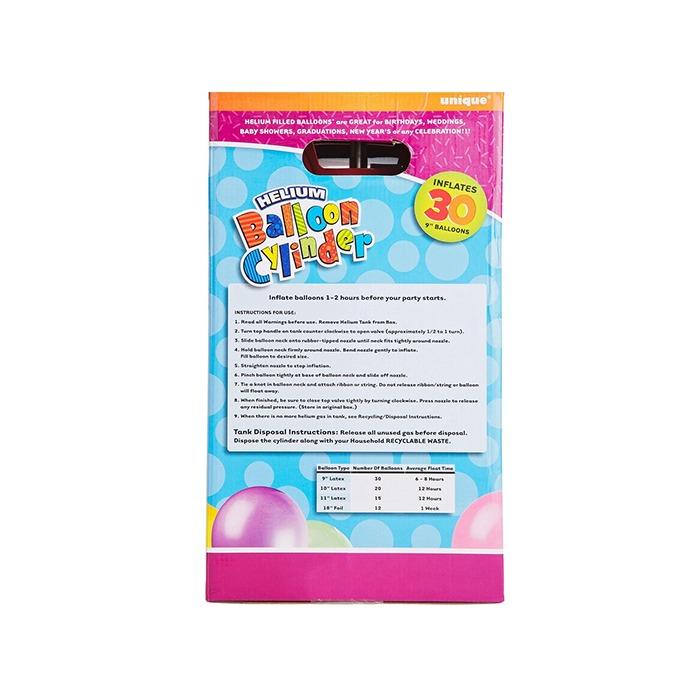 unique®
HELIUM FILLED BALLOONS* are GREAT for BIRTHDAYS, WEDDINGS,
BABY SHOWERS, GRADUATIONS, NEW YEAR'S or any CELEBRATION!!!
INFLATES
30
9" BALLOONS
HELIUM
Balloon
Cylinder
Inflate balloons 1-2 hours before your party starts.
INSTRUCTIONS FOR USE:
1. Read all Warnings before use. Remove Helium Tank from Box.
2. Turn top handle on tank counter clockwise to open valve (approximately 1/2 to 1 turn).
3. Slide balloon neck onto rubber-tipped nozzle until neck fits tightly around nozzle.
4. Hold balloon neck firmly around nozzle. Bend nozzle gently to inflate.
Fill balloon to desired size.
5. Straighten nozzle to stop inflation.
6. Pinch balloon tightly at base of balloon neck and slide off nozzle.
7. Tie a knot in balloon neck and attach ribbon or string. Do not release ribbon/string or balloon
will float away.
8. When finished, be sure to close top valve tightly by turning clockwise. Press nozzle to release
any residual pressure. (Store in original box.)
9. When there is no more helium gas in tank, see Recycling/Disposal Instructions.
Tank Disposal Instructions: Release all unused gas before disposal.
Dispose the cylinder along with your Household RECYCLABLE WASTE.
Balloon Type Number Of Balloons Average Float Time
9" Latex 30 6 - 8 Hours
10" Latex 20 12 Hours
11" Latex 15 12 Hours
18" Foil 12 1 Week